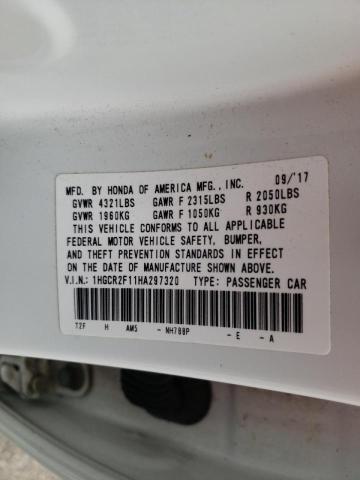 MFD. BY HONDA OF AMERICA MFG., INC. 09/'17
GVWR 4321LBS GAWR F 2315LBS R 2050LBS
GVWR 1960KG GAWR F 1050KG R 930KG
THIS VEHICLE CONFORMS TO ALL APPLICABLE
FEDERAL MOTOR VEHICLE SAFETY, BUMPER,
AND THEFT PREVENTION STANDARDS IN EFFECT
ON THE DATE OF MANUFACTURE SHOWN ABOVE.
V.I.N.: 1HGCR2F11HA297320 TYPE: PASSENGER CAR
T2F H AM5 - NH788P - E - A